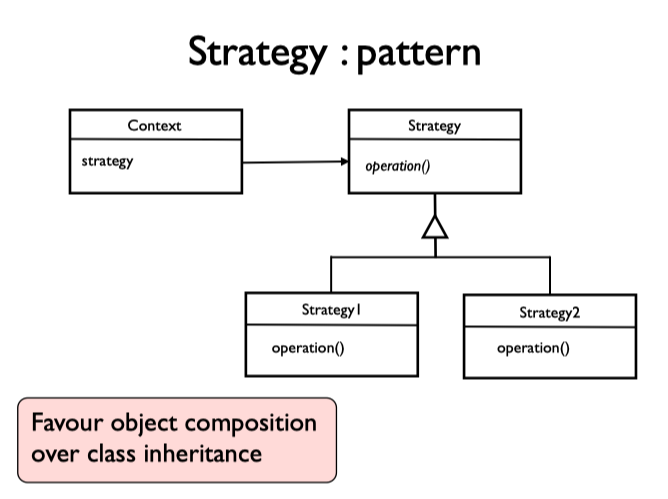 Strategy : pattern
Context
strategy
Strategy
operation()
Strategy1
operation()
Strategy2
operation()
Favour object composition
over class inheritance